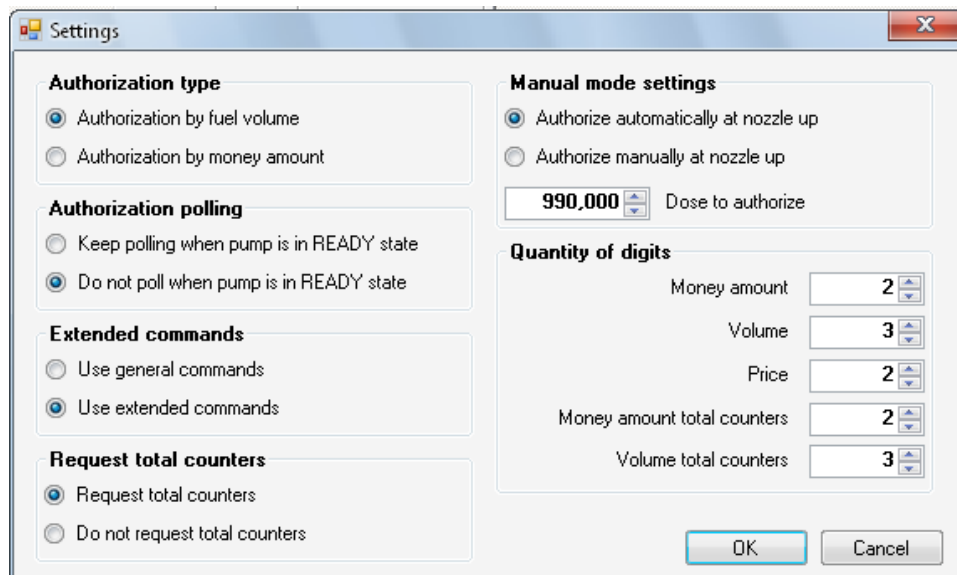 Settings
Authorization type
Authorization by fuel volume
Authorization by money amount
Authorization polling
Keep polling when pump is in READY state
Do not poll when pump is in READY state
Extended commands
Use general commands
Use extended commands
Request total counters
Request total counters
Do not request total counters
Manual mode settings
Authorize automatically at nozzle up
Authorize manually at nozzle up
990,000 Dose to authorize
Quantity of digits
Money amount 2
Volume 3
Price 2
Money amount total counters 2
Volume total counters 3
OK Cancel